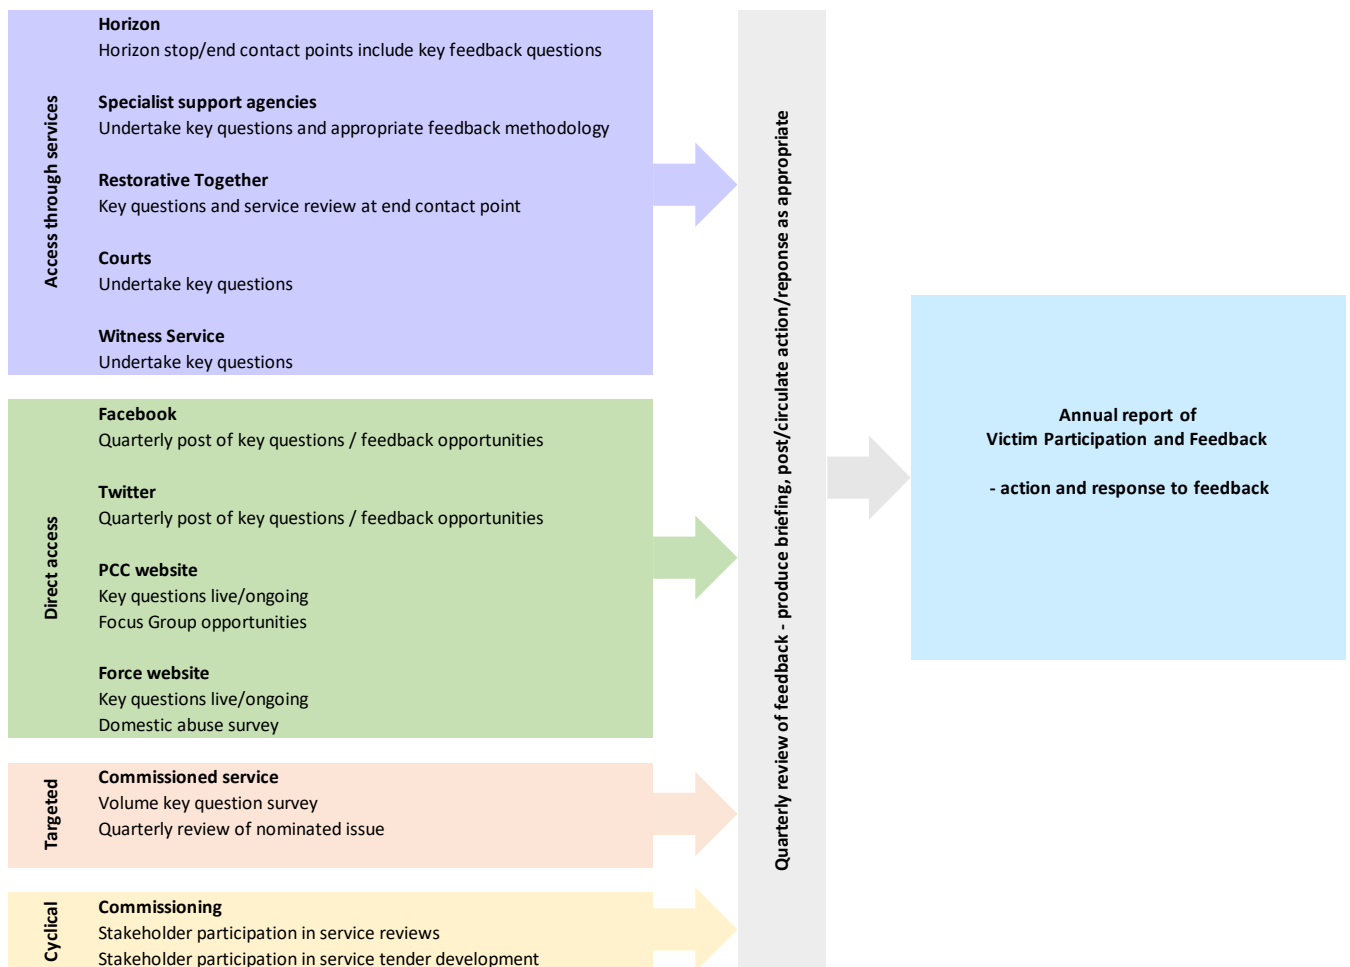 Access through services
Horizon
Horizon stop/end contact points include key feedback questions
Specialist support agencies
Undertake key questions and appropriate feedback methodology
Restorative Together
Key questions and service review at end contact point
Courts
Undertake key questions
Witness Service
Undertake key questions
Direct access
Facebook
Quarterly post of key questions / feedback opportunities
Twitter
Quarterly post of key questions / feedback opportunities
PCC website
Key questions live/ongoing
Focus Group opportunities
Force website
Key questions live/ongoing
Domestic abuse survey
Targeted
Commissioned service
Volume key question survey
Quarterly review of nominated issue
Cyclical
Commissioning
Stakeholder participation in service reviews
Stakeholder participation in service tender development
Quarterly review of feedback - produce briefing, post/circulate action/reponse as appropriate
Annual report of
Victim Participation and Feedback
- action and response to feedback